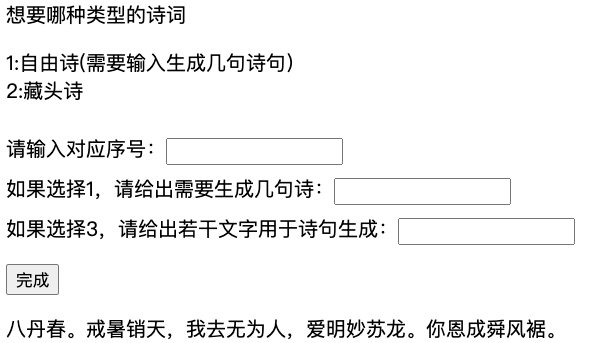 想要哪种类型的诗词
1:自由诗(需要输入生成几句诗句)
2:藏头诗
请输入对应序号：
如果选择1，请给出需要生成几句诗：
如果选择3，请给出若干文字用于诗句生成：
完成
八丹春。戒暑销天，我去无为人，爱明妙苏龙。你恩成舜风裾。